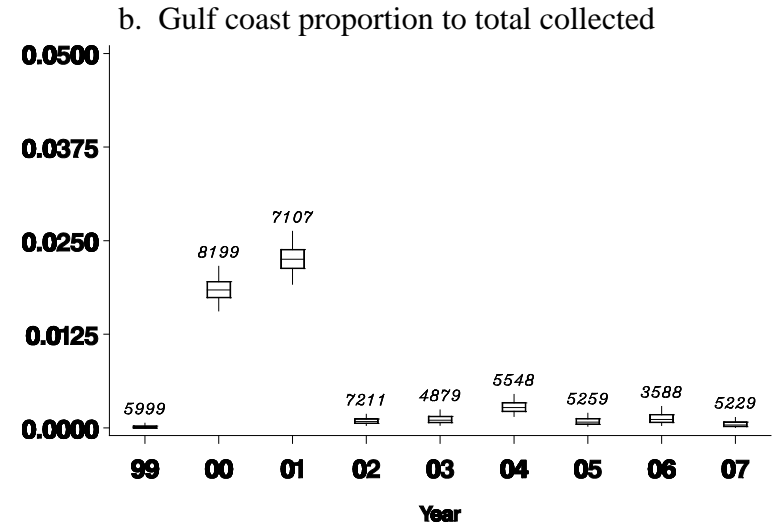 b. Gulf coast proportion to total collected
0.0500
0.0375
7107
0.0250
8199
0.0125
7211 4879 5548 5259 3588 5229
5999
0.0000
99 00 01 02 03 04 05 06 07
Year